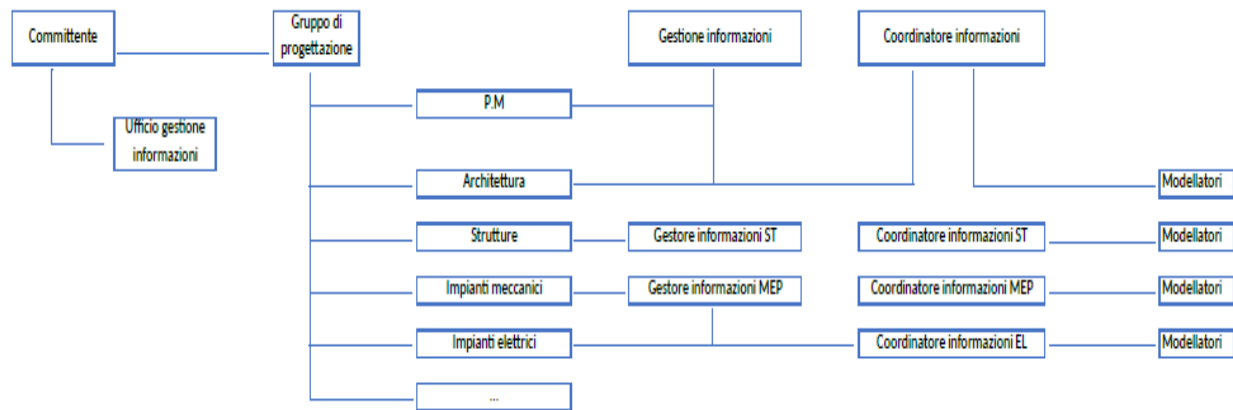 Committente
Gruppo di
progettazione
Gestione informazioni
Coordinatore informazioni
P.M
Ufficio gestione
informazioni
Architettura
Modellatori
Strutture
Gestore informazioni ST
Coordinatore informazioni ST
Modellatori
Impianti meccanici
Gestore informazioni MEP
Coordinatore informazioni MEP
Modellatori
Impianti elettrici
Coordinatore informazioni EL
Modellatori
...